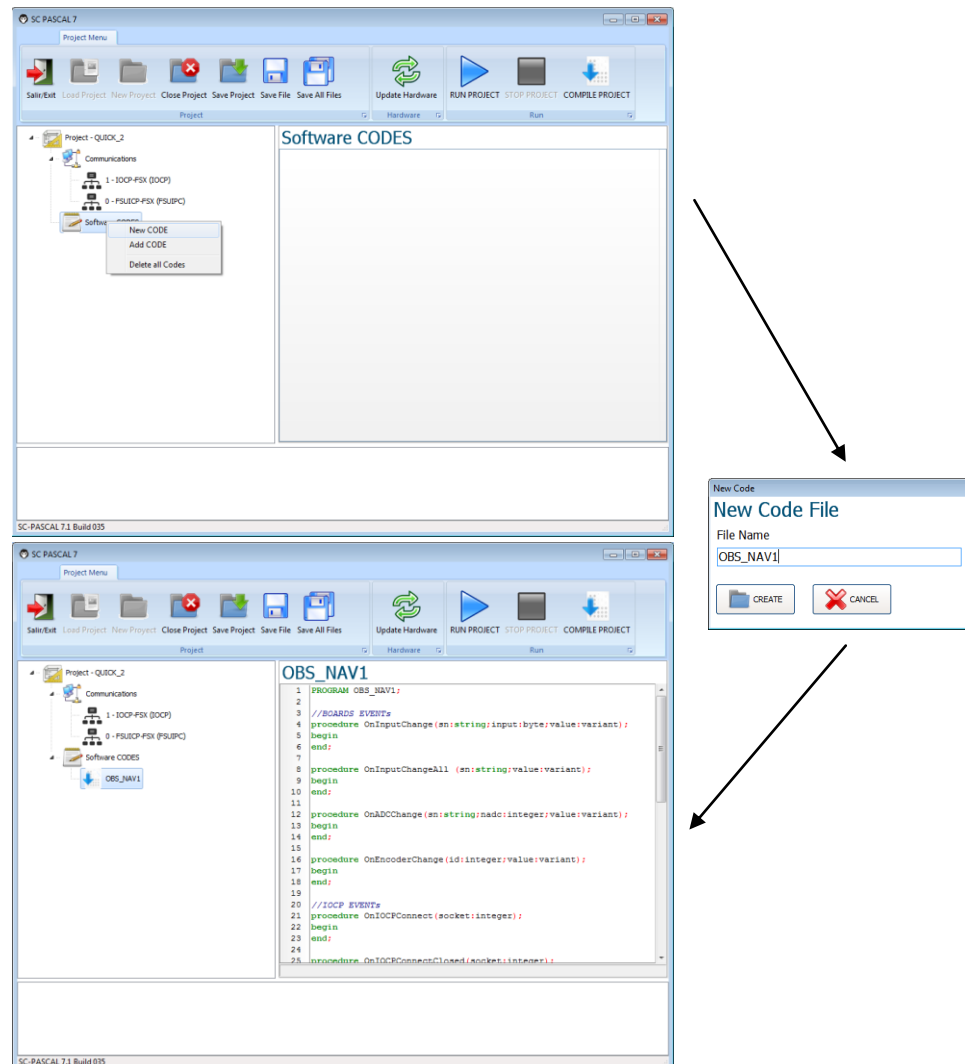 SC PASCAL 7
Project Menu
Salir/Exit Load Project New Proyect Close Project Save Project Save File Save All Files Update Hardware RUN PROJECT STOP PROJECT COMPILE PROJECT
Project Hardware Run
Project - QUICK_2
Communications
1 - IOCP-FSX (IOCP)
0 - FSUICP-FSX (FSUIPC)
Software CODES
New CODE
Add CODE
Delete all Codes
Software CODES
SC-PASCAL 7.1 Build 035
New Code
New Code File
File Name
OBS_NAV1
CREATE CANCEL
SC PASCAL 7
Project Menu
Salir/Exit Load Project New Proyect Close Project Save Project Save File Save All Files Update Hardware RUN PROJECT STOP PROJECT COMPILE PROJECT
Project Hardware Run
Project - QUICK_2
Communications
1 - IOCP-FSX (IOCP)
0 - FSUICP-FSX (FSUIPC)
Software CODES
OBS_NAV1
OBS_NAV1
1 PROGRAM OBS_NAV1;
2
3 //BOARDS EVENTs
4 procedure OnInputChange(sn:string;input:byte;value:variant);
5 begin
6 end;
7
8 procedure OnInputChangeAll (sn:string;value:variant);
9 begin
10 end;
11
12 procedure OnADCChange(sn:string;nadc:integer;value:variant);
13 begin
14 end;
15
16 procedure OnEncoderChange(id:integer;value:variant);
17 begin
18 end;
19
20 //IOCP EVENTs
21 procedure OnIOCPConnect(socket:integer);
22 begin
23 end;
24
25 procedure OnIOCPConnectClosed(socket:integer);
SC-PASCAL 7.1 Build 035